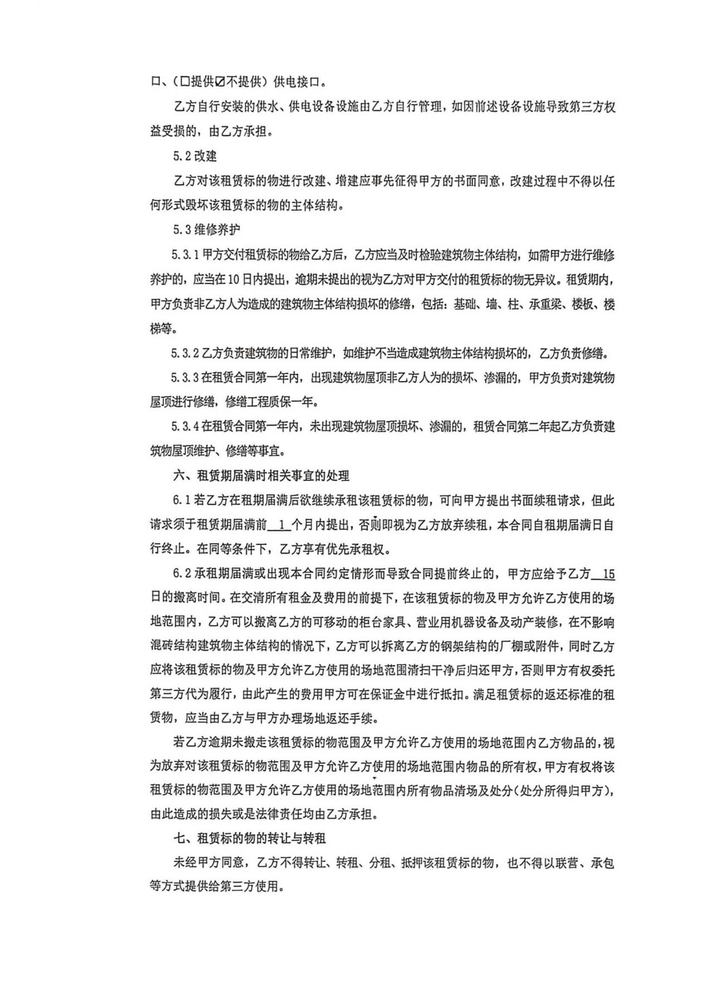 口、（☐提供☑不提供）供电接口。
乙方自行安装的供水、供电设备设施由乙方自行管理，如因前述设备设施导致第三方权
益受损的，由乙方承担。
5.2 改建
乙方对该租赁标的物进行改建、增建应事先征得甲方的书面同意，改建过程中不得以任
何形式毁坏该租赁标的物的主体结构。
5.3 维修养护
5.3.1 甲方交付租赁标的物给乙方后，乙方应当及时检验建筑物主体结构，如需甲方进行维修
养护的，应当在 10 日内提出，逾期未提出的视为乙方对甲方交付的租赁标的物无异议。租赁期内，
甲方负责非乙方人为造成的建筑物主体结构损坏的修缮，包括：基础、墙、柱、承重梁、楼板、楼
梯等。
5.3.2 乙方负责建筑物的日常维护，如维护不当造成建筑物主体结构损坏的，乙方负责修缮。
5.3.3 在租赁合同第一年内，出现建筑物屋顶非乙方人为的损坏、渗漏的，甲方负责对建筑物
屋顶进行修缮，修缮工程质保一年。
5.3.4 在租赁合同第一年内，未出现建筑物屋顶损坏、渗漏的，租赁合同第二年起乙方负责建
筑物屋顶维护、修缮等事宜。
六、租赁期届满时相关事宜的处理
6.1 若乙方在租期届满后欲继续承租该租赁标的物，可向甲方提出书面续租请求，但此
请求须于租赁期届满前 1 个月内提出，否则即视为乙方放弃续租，本合同自租期届满日自
行终止。在同等条件下，乙方享有优先承租权。
6.2 承租期届满或出现本合同约定情形而导致合同提前终止的，甲方应给予乙方 15
日的搬离时间。在交清所有租金及费用的前提下，在该租赁标的物及甲方允许乙方使用的场
地范围内，乙方可以搬离乙方的可移动的柜台家具、营业用机器设备及动产装修，在不影响
混砖结构建筑物主体结构的情况下，乙方可以拆离乙方的钢架结构的厂棚或附件，同时乙方
应将该租赁标的物及甲方允许乙方使用的场地范围清扫干净后归还甲方，否则甲方有权委托
第三方代为履行，由此产生的费用甲方可在保证金中进行抵扣。满足租赁标的返还标准的租
赁物，应当由乙方与甲方办理场地返还手续。
若乙方逾期未搬走该租赁标的物范围及甲方允许乙方使用的场地范围内乙方物品的，视
为放弃对该租赁标的物范围及甲方允许乙方使用的场地范围内物品的所有权，甲方有权将该
租赁标的物范围及甲方允许乙方使用的场地范围内所有物品清场及处分（处分所得归甲方），
由此造成的损失或是法律责任均由乙方承担。
七、租赁标的物的转让与转租
未经甲方同意，乙方不得转让、转租、分租、抵押该租赁标的物，也不得以联营、承包
等方式提供给第三方使用。